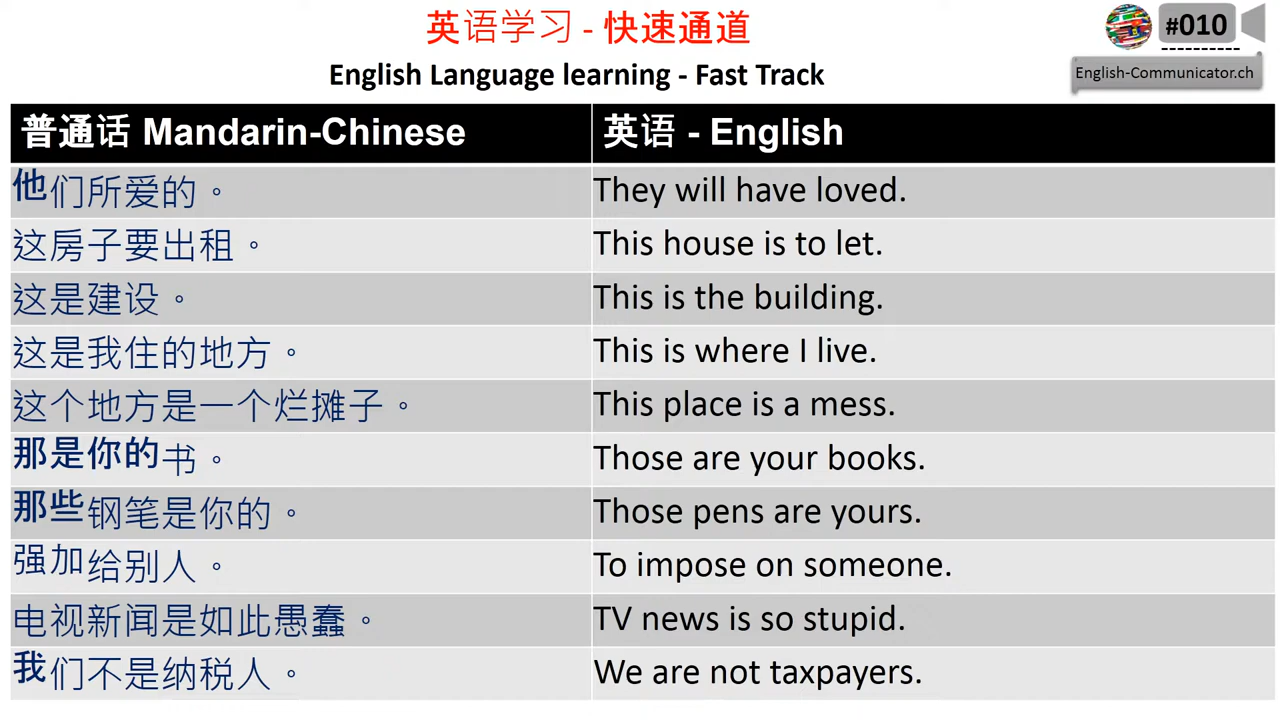 英语学习 - 快速通道
#010
English Language learning - Fast Track
English-Communicator.ch
普通话 Mandarin-Chinese
英语 - English
他们所爱的。
They will have loved.
这房子要出租。
This house is to let.
这是建设。
This is the building.
这是我住的地方。
This is where I live.
这个地方是一个烂摊子。
This place is a mess.
那是你的书。
Those are your books.
那些钢笔是你的。
Those pens are yours.
强加给别人。
To impose on someone.
电视新闻是如此愚蠢。
TV news is so stupid.
我们不是纳税人。
We are not taxpayers.